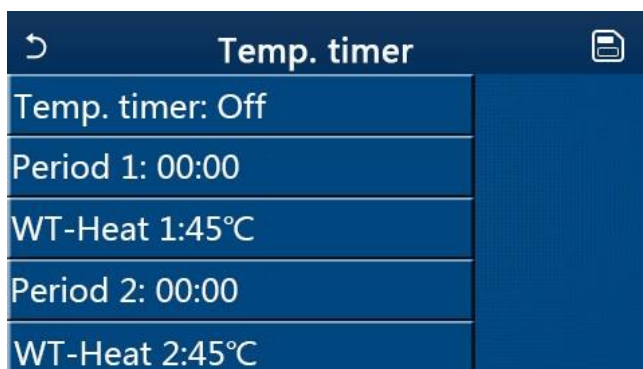 Temp. timer
Temp. timer: Off
Period 1: 00:00
WT-Heat 1:45℃
Period 2: 00:00
WT-Heat 2:45℃